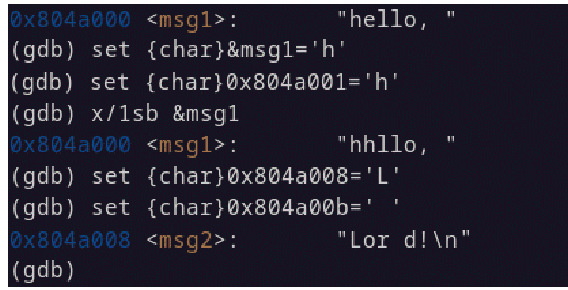 0x804a000 <msg1>:       "hello, "
(gdb) set {char}&msg1='h'
(gdb) set {char}0x804a001='h'
(gdb) x/1sb &msg1
0x804a000 <msg1>:       "hhllo, "
(gdb) set {char}0x804a008='L'
(gdb) set {char}0x804a00b=' '
0x804a008 <msg2>:       "Lor d!\n"
(gdb)